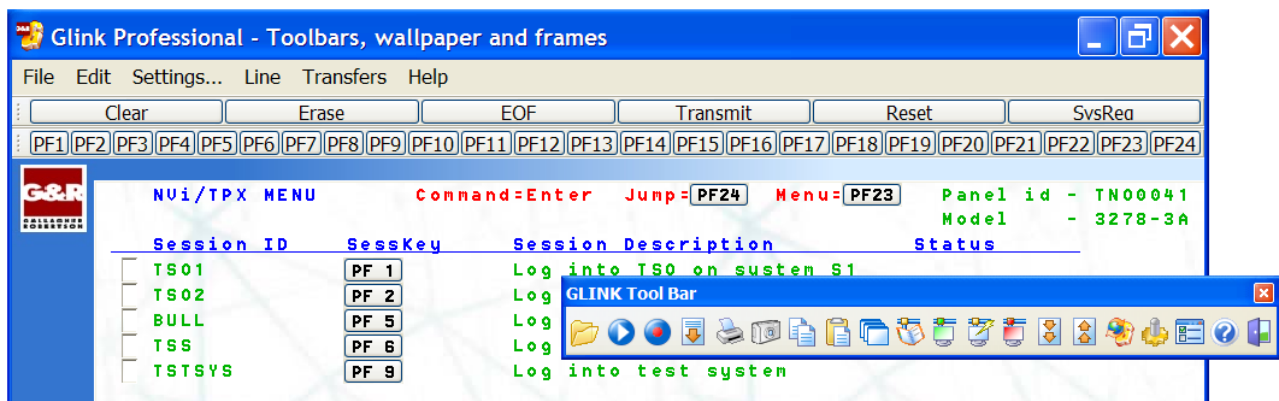 Glink Professional - Toolbars, wallpaper and frames
File Edit Settings... Line Transfers Help
Clear Erase EOF Transmit Reset SysReq
PF1 PF2 PF3 PF4 PF5 PF6 PF7 PF8 PF9 PF10 PF11 PF12 PF13 PF14 PF15 PF16 PF17 PF18 PF19 PF20 PF21 PF22 PF23 PF24
G&R
GALLAGHER
ROBERTSON
NVi/TPX MENU Command=Enter Jump=PF24 Menu=PF23 Panel id - TN00041
Model - 3278-3A
Session ID SessKey Session Description Status
TSO1 PF 1 Log into TSO on system S1
TSO2 PF 2 Log
GLINK Tool Bar
BULL PF 5 Log
TSS PF 6 Log
TSTSYS PF 9 Log into test system